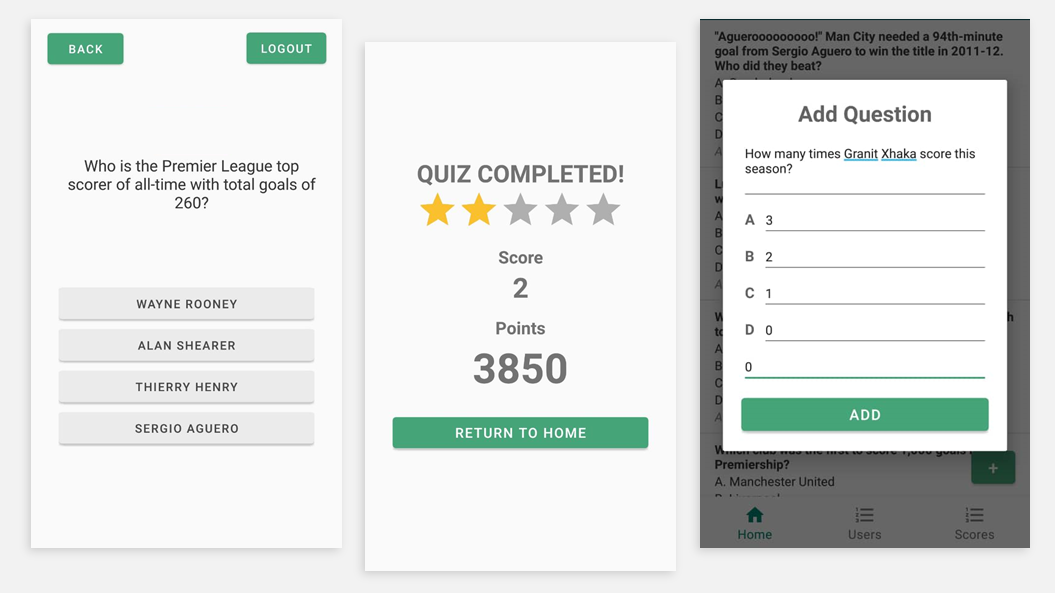 BACK
LOGOUT
Who is the Premier League top
scorer of all-time with total goals of
260?
WAYNE ROONEY
ALAN SHEARER
THIERRY HENRY
SERGIO AGUERO
QUIZ COMPLETED!
Score
2
Points
3850
RETURN TO HOME
"Agueroooooooo!" Man City needed a 94th-minute
goal from Sergio Aguero to win the title in 2011-12.
Who did they beat?
A.
B
C
D
Add Question
How many times Granit Xhaka score this
season?
A 3
B 2
C 1
D 0
0
ADD
Which club was the first to score 1,000 goals
Premiership?
A. Manchester United
+
Home
Users
Scores